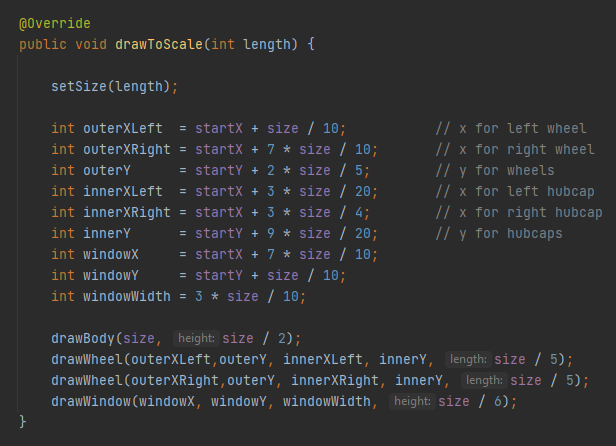 @Override
public void drawToScale(int length) {
setSize(length);
int outerXLeft  = startX + size / 10;           // x for left wheel
int outerXRight = startX + 7 * size / 10;       // x for right wheel
int outerY      = startY + 2 * size / 5;        // y for wheels
int innerXLeft  = startX + 3 * size / 20;       // x for left hubcap
int innerXRight = startX + 3 * size / 4;        // x for right hubcap
int innerY      = startY + 9 * size / 20;       // y for hubcaps
int windowX     = startX + 7 * size / 10;
int windowY     = startY + size / 10;
int windowWidth = 3 * size / 10;
drawBody(size, height: size / 2);
drawWheel(outerXLeft,outerY, innerXLeft, innerY, length: size / 5);
drawWheel(outerXRight,outerY, innerXRight, innerY, length: size / 5);
drawWindow(windowX, windowY, windowWidth, height: size / 6);
}